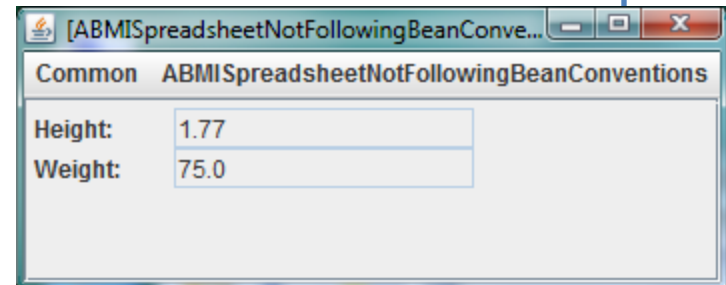 [ABMISpreadsheetNotFollowingBeanConve...
Common ABMISpreadsheetNotFollowingBeanConventions
Height: 1.77
Weight: 75.0